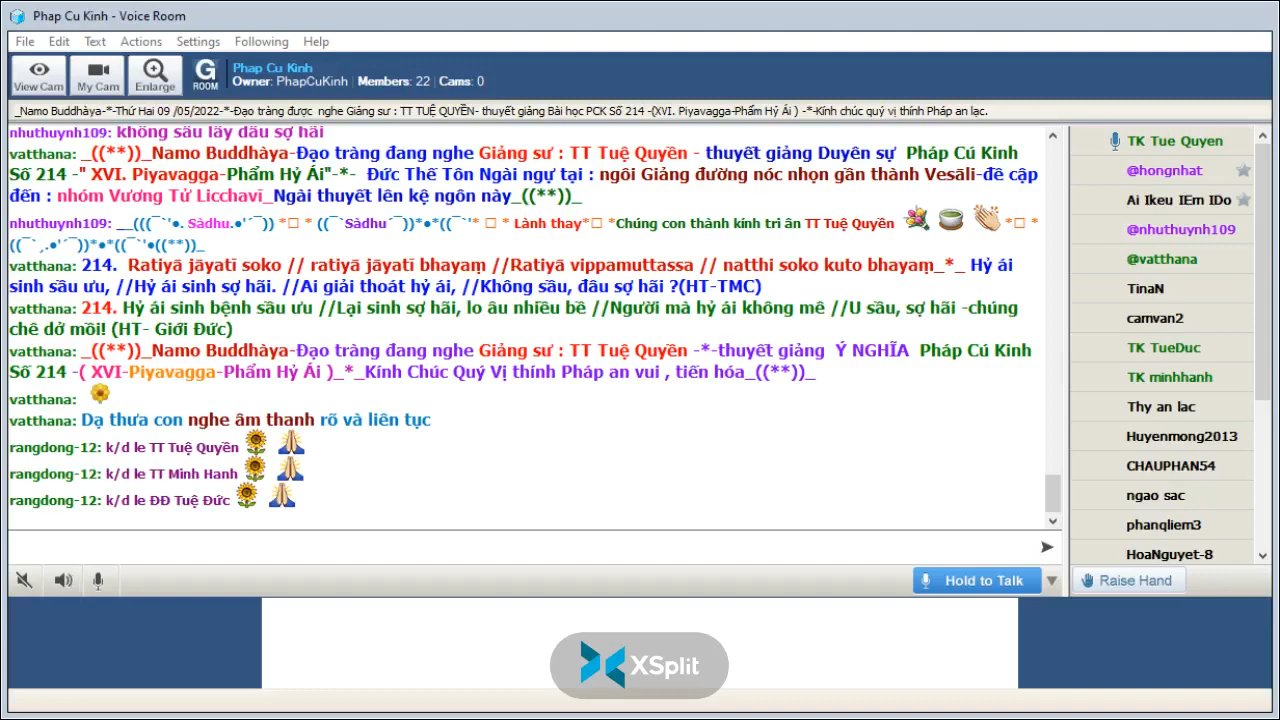 Phap Cu Kinh - Voice Room
File Edit Text Actions Settings Following Help
View Cam My Cam Enlarge G ROOM
Phap Cu Kinh
Owner: PhapCuKinh Members: 22 Cams: 0
_Namo Buddhàya-*-Thứ Hai 09 /05/2022-*-Đạo tràng được nghe Giảng sư : TT TUỆ QUYỀN- thuyết giảng Bài học PCK Số 214 -(XVI. Piyavagga-Phẩm Hỷ Ái ) -*-Kính chúc quý vị thính Pháp an lạc.
nhuthuynh109: không sầu lấy đâu sợ hãi
vatthana: _((**))_Namo Buddhàya-Đạo tràng đang nghe Giảng sư : TT Tuệ Quyền - thuyết giảng Duyên sự Pháp Cú Kinh
Số 214 -" XVI. Piyavagga-Phẩm Hỷ Ái"-*- Đức Thế Tôn Ngài ngự tại : ngôi Giảng đường nóc nhọn gần thành Vesāli-đề cập
đến : nhóm Vương Tử Licchavī_Ngài thuyết lên kệ ngôn này_((**))_
nhuthuynh109: __(((¯`'•. Sàdhu.•'´¯)) *□ * ((¯`Sàdhu´¯))*•*((¯`'* □ * Lành thay*□ *Chúng con thành kính tri ân TT Tuệ Quyền *□ *
((¯`¸.•'´¯))*•*((¯`'•((**))_
vatthana: 214. Ratiyā jāyatī soko // ratiyā jāyatī bhayaṃ //Ratiyā vippamuttassa // natthi soko kuto bhayaṃ_*_ Hỷ ái
sinh sầu ưu, //Hỷ ái sinh sợ hãi. //Ai giải thoát hỷ ái, //Không sầu, đâu sợ hãi ?(HT-TMC)
vatthana: 214. Hỷ ái sinh bệnh sầu ưu //Lại sinh sợ hãi, lo âu nhiều bề //Người mà hỷ ái không mê //U sầu, sợ hãi -chúng
chê dở mồi! (HT- Giới Đức)
vatthana: _((**))_Namo Buddhàya-Đạo tràng đang nghe Giảng sư : TT Tuệ Quyền -*-thuyết giảng Ý NGHĨA Pháp Cú Kinh
Số 214 -( XVI-Piyavagga-Phẩm Hỷ Ái )_*_Kính Chúc Quý Vị thính Pháp an vui , tiến hóa_((**))_
vatthana:
vatthana: Dạ thưa con nghe âm thanh rõ và liên tục
rangdong-12: k/d le TT Tuệ Quyền
rangdong-12: k/d le TT Minh Hanh
rangdong-12: k/d le ĐĐ Tuệ Đức
TK Tue Quyen
@hongnhat
Ai Ikeu IEm IDo
@nhuthuynh109
@vatthana
TinaN
camvan2
TK TueDuc
TK minhhanh
Thy an lac
Huyenmong2013
CHAUPHAN54
ngao sac
phanqliem3
HoaNguyet-8
Hold to Talk
Raise Hand
XSplit